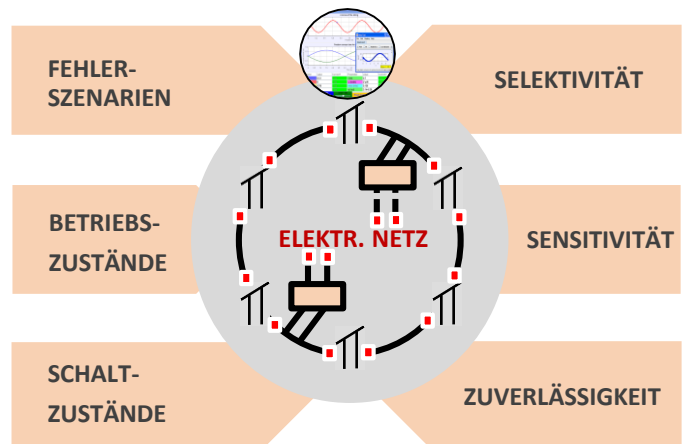 FEHLER-
SZENARIEN
SELEKTIVITÄT
BETRIEBS-
ZUSTÄNDE
ELEKTR. NETZ
SENSITIVITÄT
SCHALT-
ZUSTÄNDE
ZUVERLÄSSIGKEIT